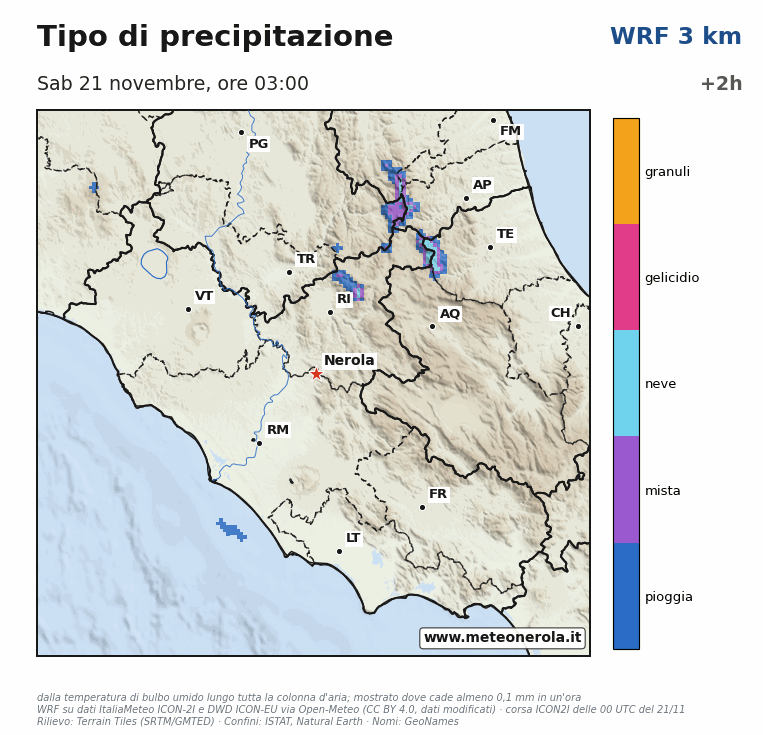 Tipo di precipitazione
WRF 3 km
Sab 21 novembre, ore 03:00
+2h
FM
PG
AP
TE
TR
VT
RI
AQ
CH
Nerola
RM
FR
LT
www.meteonerola.it
granuli
gelicidio
neve
mista
pioggia
dalla temperatura di bulbo umido lungo tutta la colonna d'aria; mostrato dove cade almeno 0,1 mm in un'ora
WRF su dati ItaliaMeteo ICON-2I e DWD ICON-EU via Open-Meteo (CC BY 4.0, dati modificati) · corsa ICON2I delle 00 UTC del 21/11
Rilievo: Terrain Tiles (SRTM/GMTED) · Confini: ISTAT, Natural Earth · Nomi: GeoNames